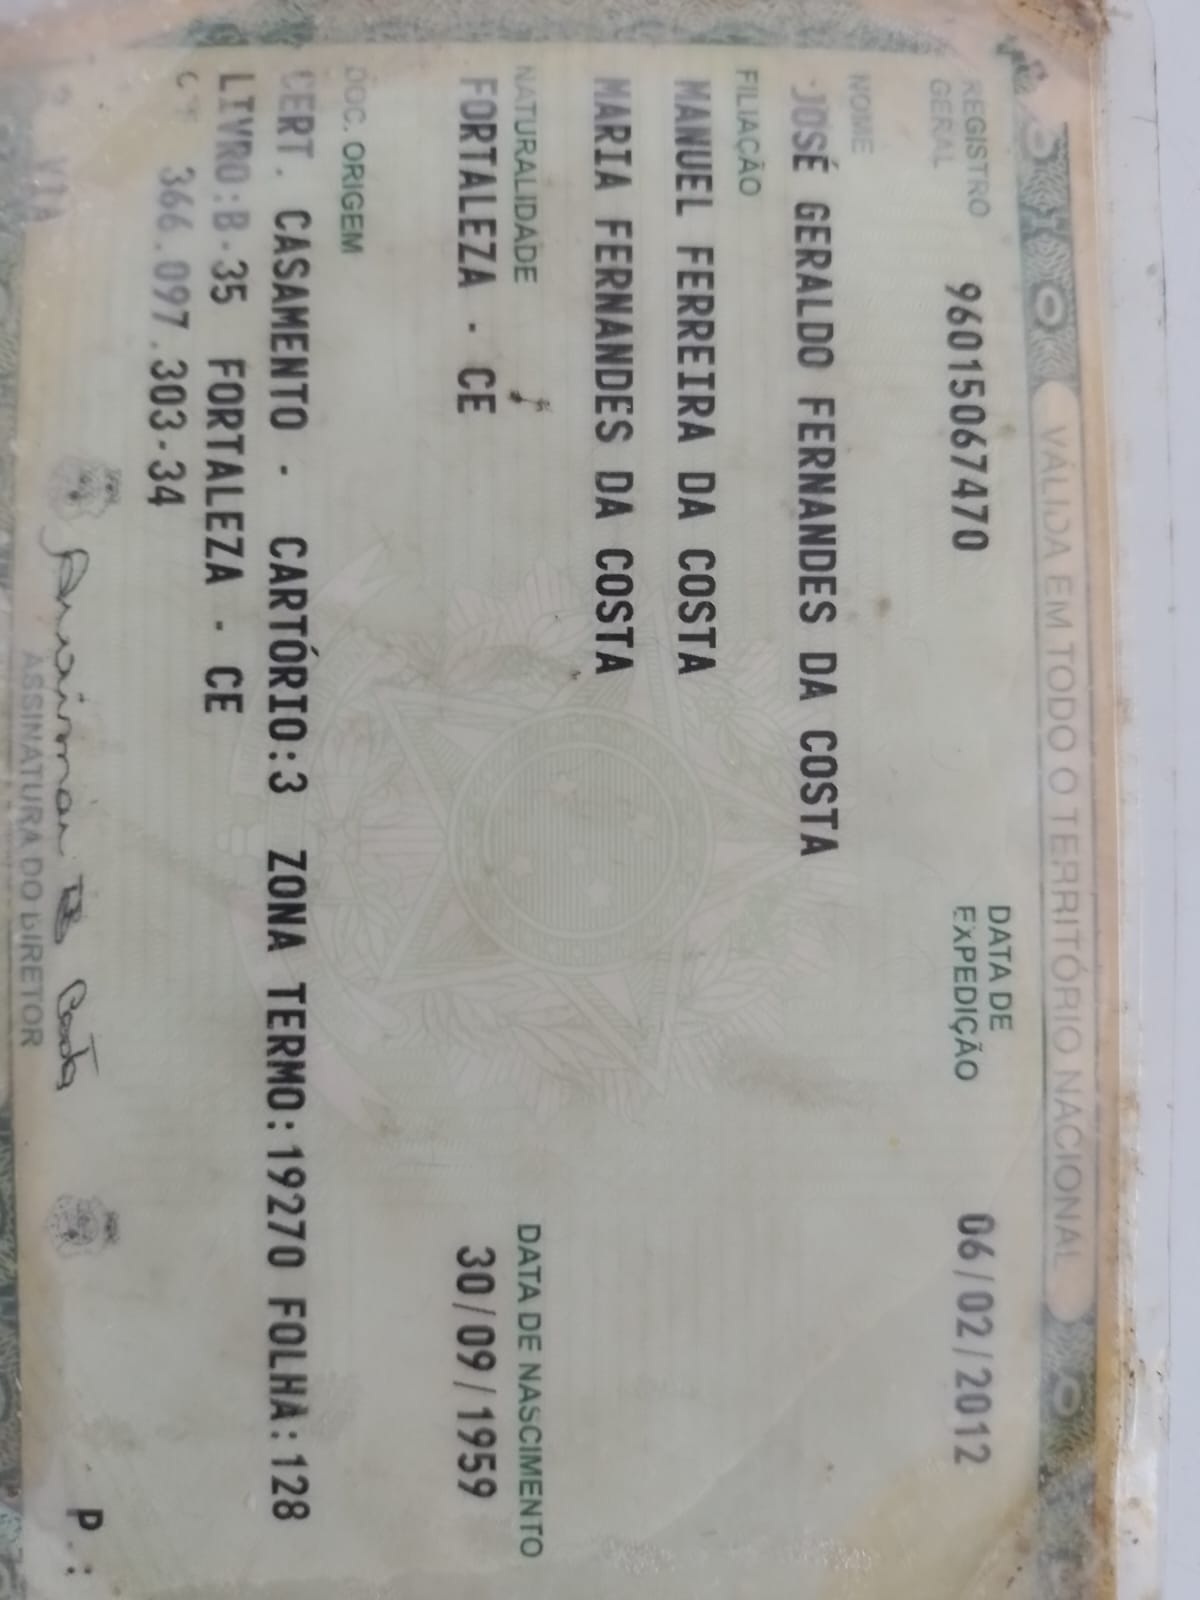 VÁLIDA EM TODO O TERRITÓRIO NACIONAL
REGISTRO GERAL 96015067470 DATA DE EXPEDIÇÃO 06/02/2012
NOME
JOSÉ GERALDO FERNANDES DA COSTA
FILIAÇÃO
MANUEL FERREIRA DA COSTA
MARIA FERNANDES DA COSTA
NATURALIDADE DATA DE NASCIMENTO
FORTALEZA - CE 30/09/1959
DOC. ORIGEM
CERT. CASAMENTO - CARTÓRIO:3 ZONA TERMO:19270 FOLHA:128
LIVRO:B-35 FORTALEZA - CE
366.097.303-34
VIA
P.:
ASSINATURA DO DIRETOR